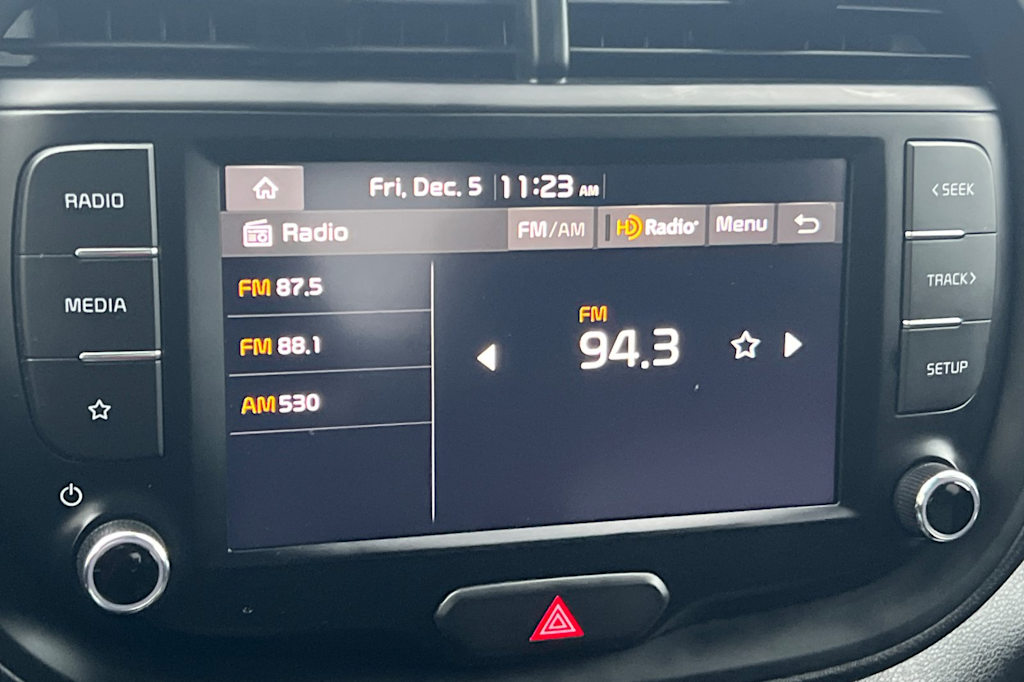 RADIO
MEDIA
Fri, Dec. 5 11:23 AM
Radio FM/AM HD Radio® Menu
FM 87.5
FM 88.1
AM 530
FM
94.3
< SEEK
TRACK >
SETUP